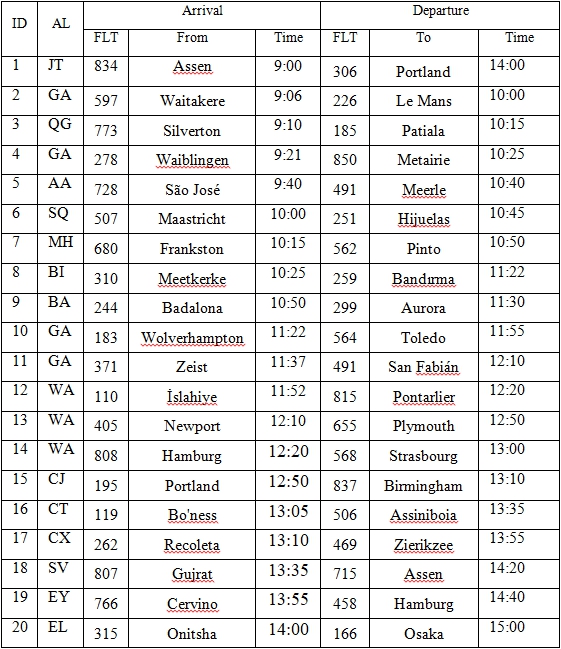 ID AL Arrival Departure
FLT From Time FLT To Time
1 JT 834 Assen 9:00 306 Portland 14:00
2 GA 597 Waitakere 9:06 226 Le Mans 10:00
3 QG 773 Silverton 9:10 185 Patiala 10:15
4 GA 278 Waiblingen 9:21 850 Metairie 10:25
5 AA 728 São José 9:40 491 Meerle 10:40
6 SQ 507 Maastricht 10:00 251 Hijuelas 10:45
7 MH 680 Frankston 10:15 562 Pinto 10:50
8 BI 310 Meetkerke 10:25 259 Bandırma 11:22
9 BA 244 Badalona 10:50 299 Aurora 11:30
10 GA 183 Wolverhampton 11:22 564 Toledo 11:55
11 GA 371 Zeist 11:37 491 San Fabián 12:10
12 WA 110 İslahiye 11:52 815 Pontarlier 12:20
13 WA 405 Newport 12:10 655 Plymouth 12:50
14 WA 808 Hamburg 12:20 568 Strasbourg 13:00
15 CJ 195 Portland 12:50 837 Birmingham 13:10
16 CT 119 Bo'ness 13:05 506 Assiniboia 13:35
17 CX 262 Recoleta 13:10 469 Zierikzee 13:55
18 SV 807 Gujrat 13:35 715 Assen 14:20
19 EY 766 Cervino 13:55 458 Hamburg 14:40
20 EL 315 Onitsha 14:00 166 Osaka 15:00